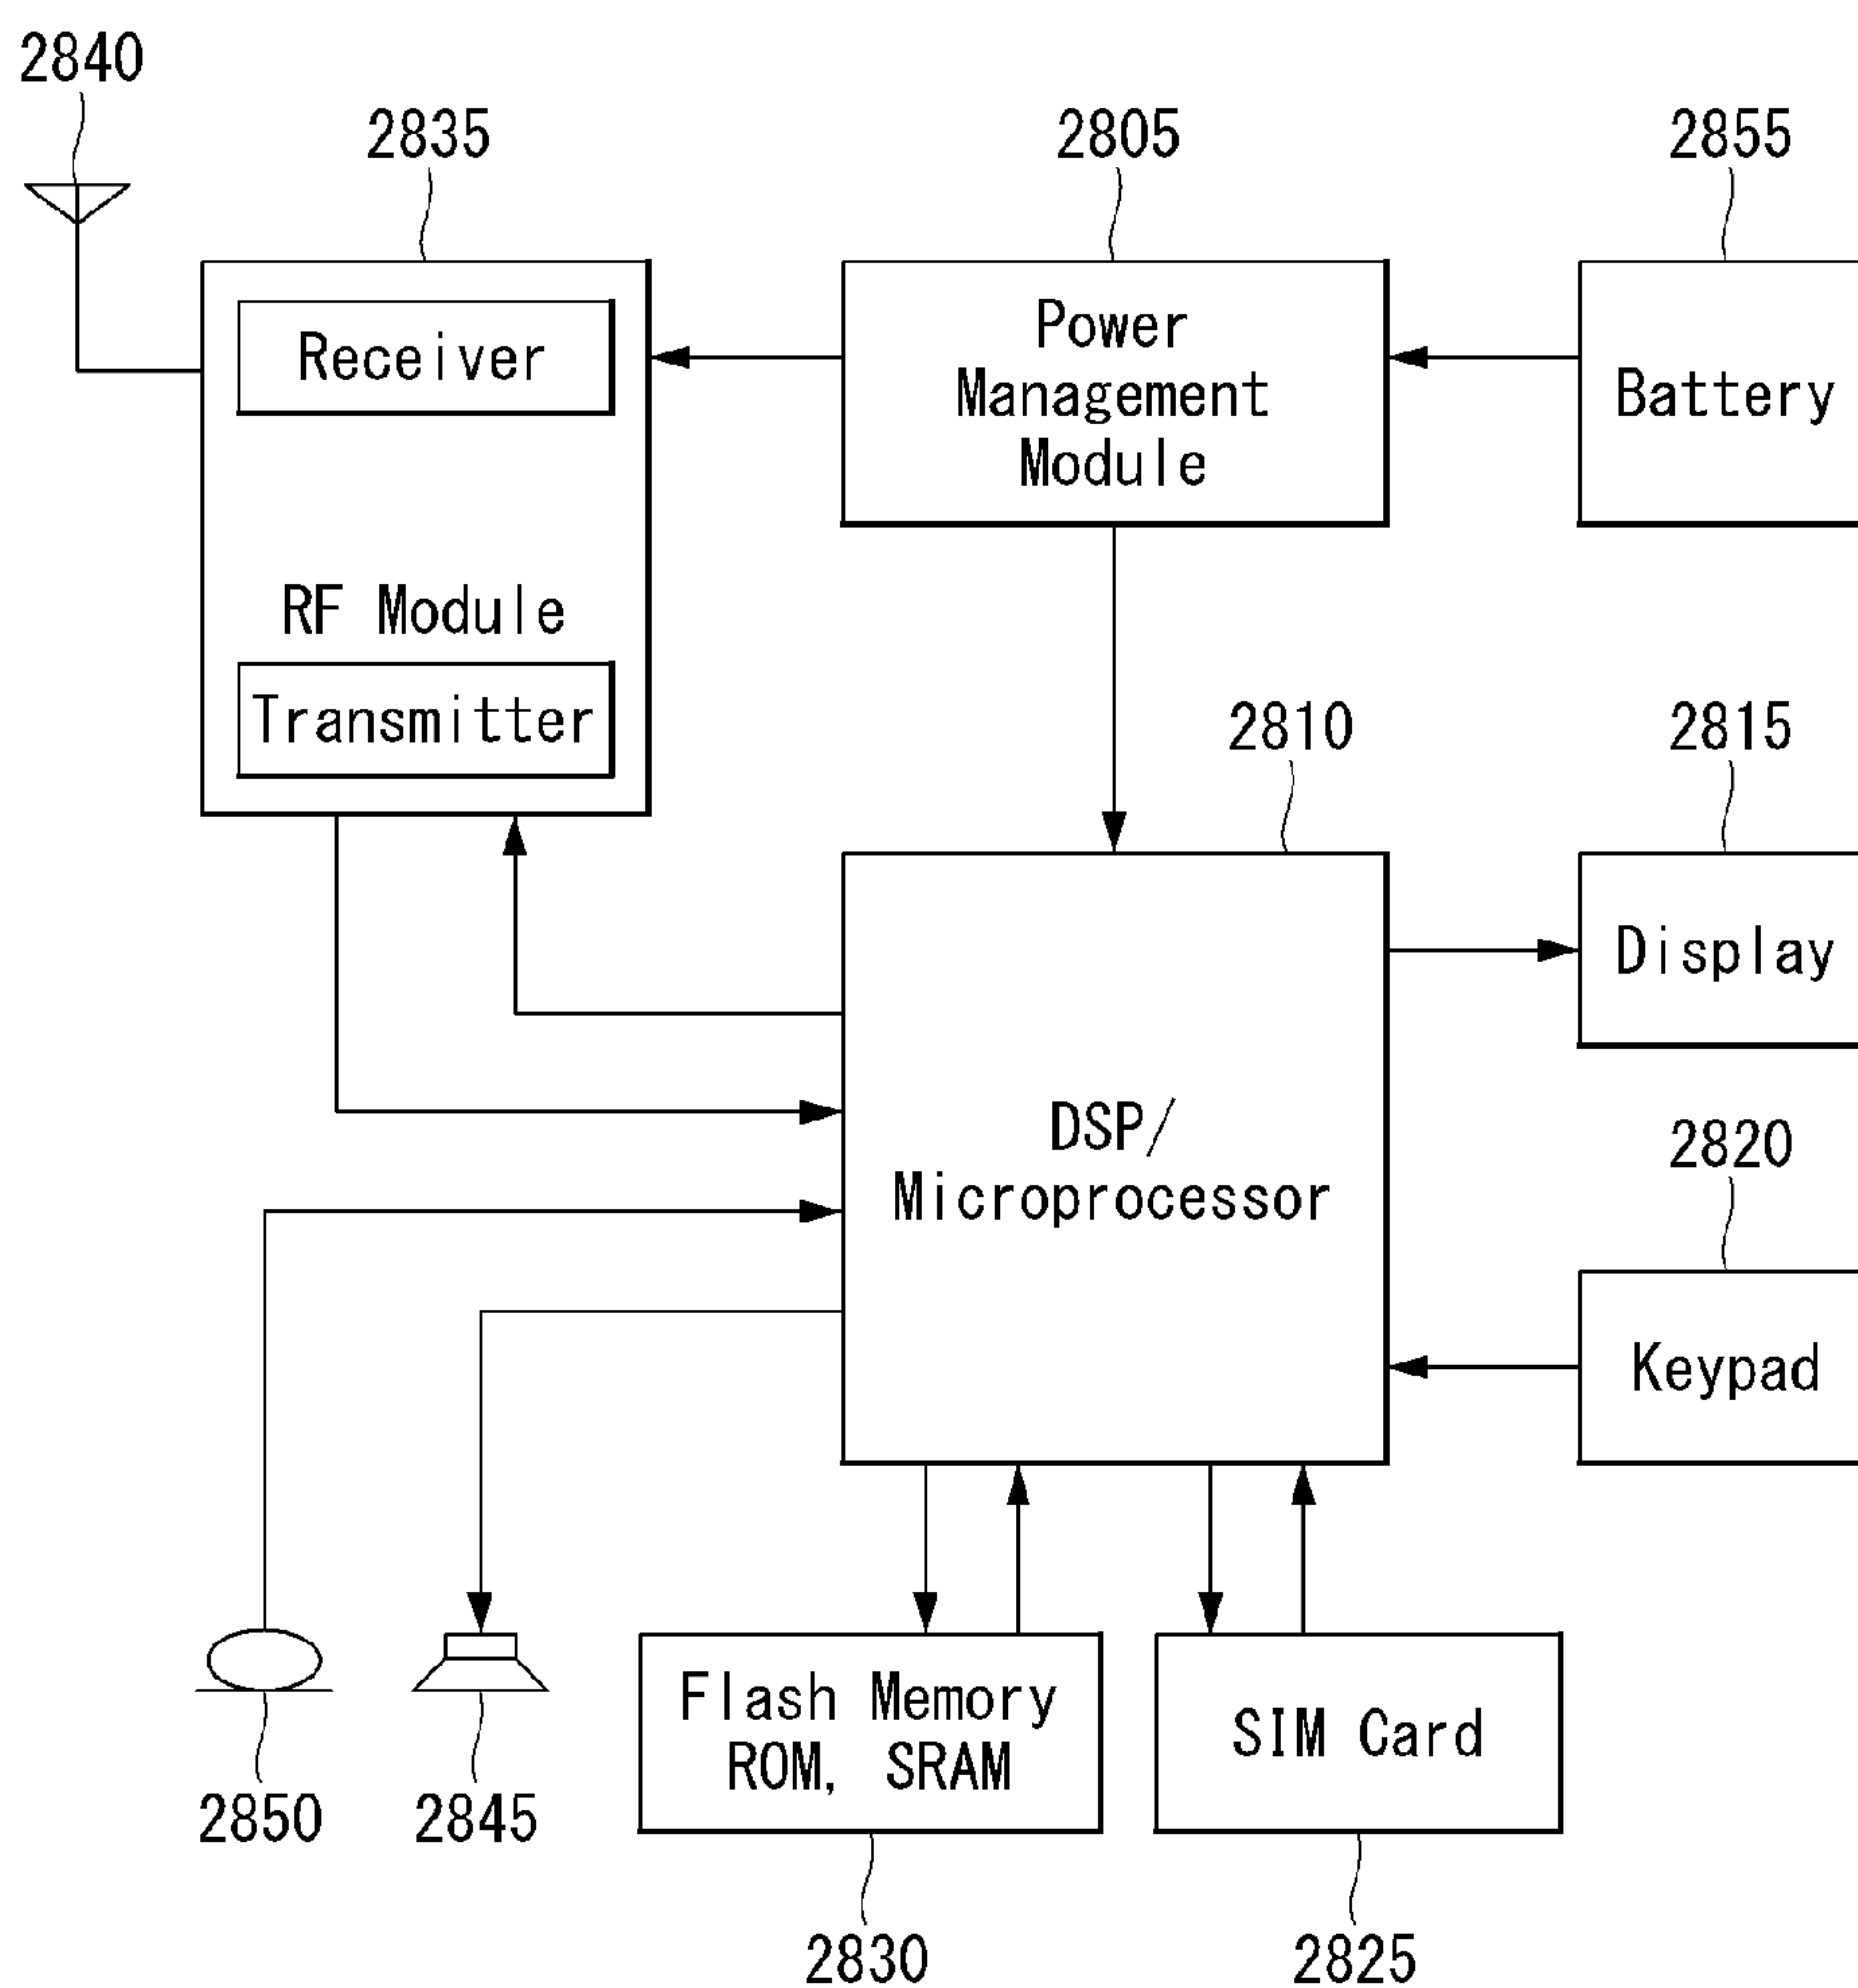 2840
2835
2805
2855
Receiver
RF Module
Transmitter
Power
Management
Module
Battery
2810
2815
DSP/
Microprocessor
Display
2820
Keypad
Flash Memory
ROM, SRAM
SIM Card
2850
2845
2830
2825